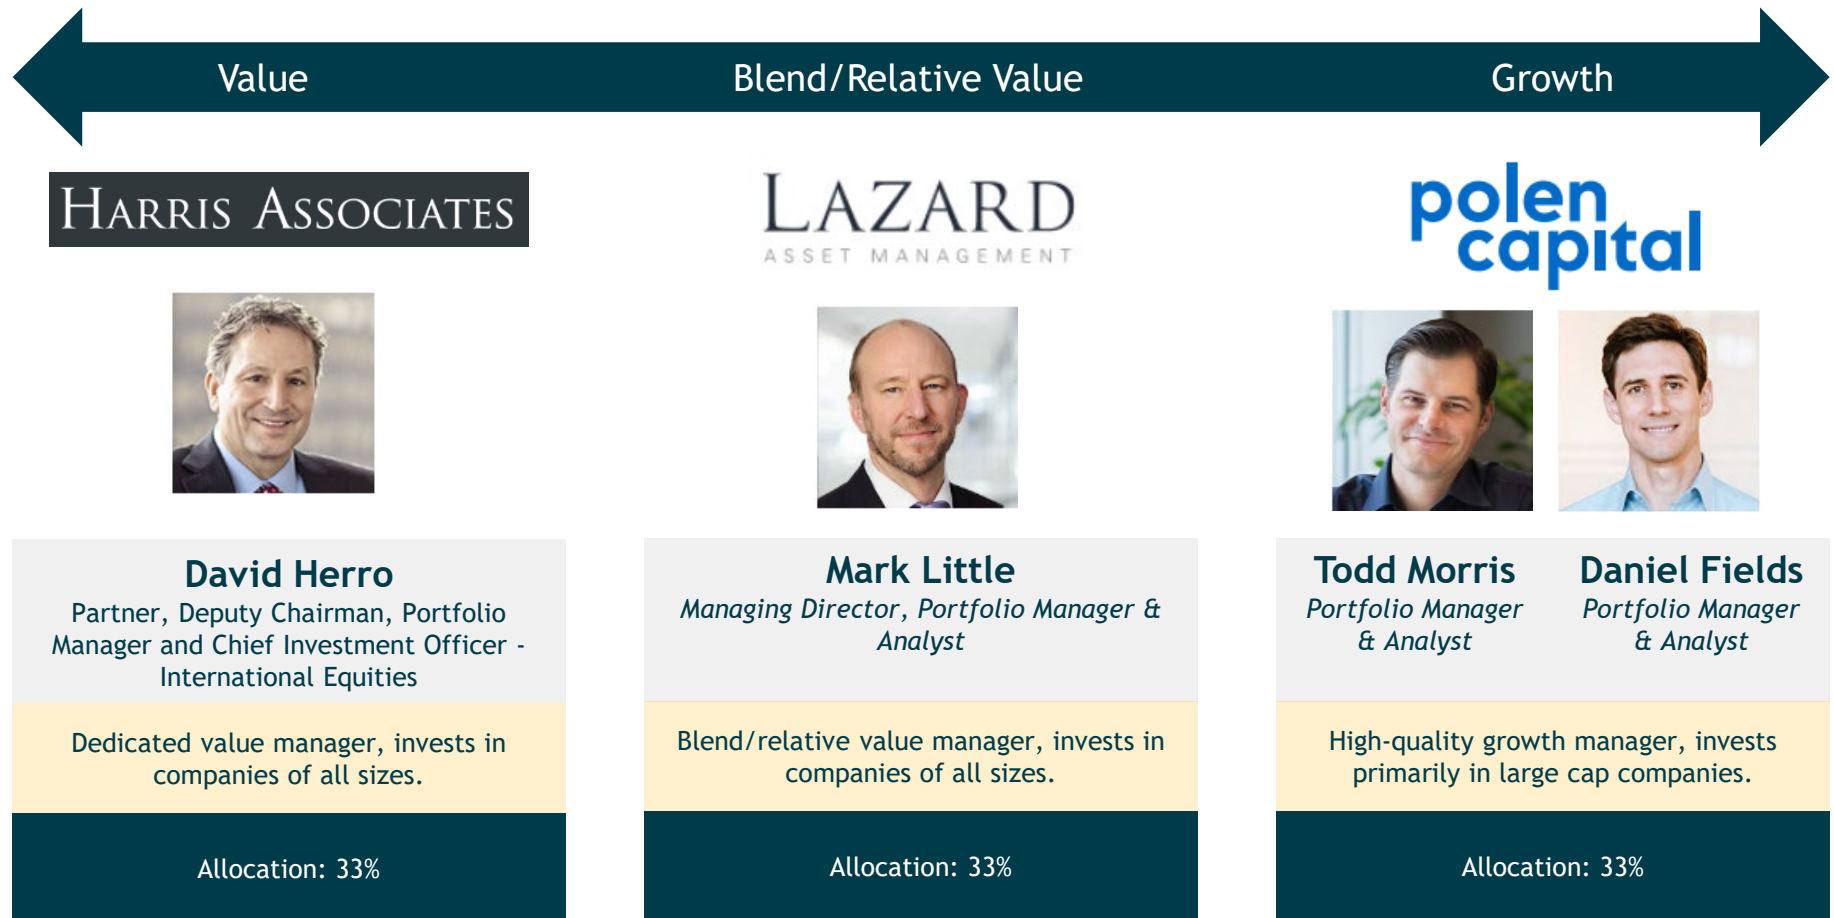 Value
Blend/Relative Value
Growth
HARRIS ASSOCIATES
LAZARD
ASSET MANAGEMENT
polen
capital
David Herro
Partner, Deputy Chairman, Portfolio
Manager and Chief Investment Officer -
International Equities
Dedicated value manager, invests in
companies of all sizes.
Allocation: 33%
Mark Little
Managing Director, Portfolio Manager &
Analyst
Blend/relative value manager, invests in
companies of all sizes.
Allocation: 33%
Todd Morris
Portfolio Manager
& Analyst
Daniel Fields
Portfolio Manager
& Analyst
High-quality growth manager, invests
primarily in large cap companies.
Allocation: 33%